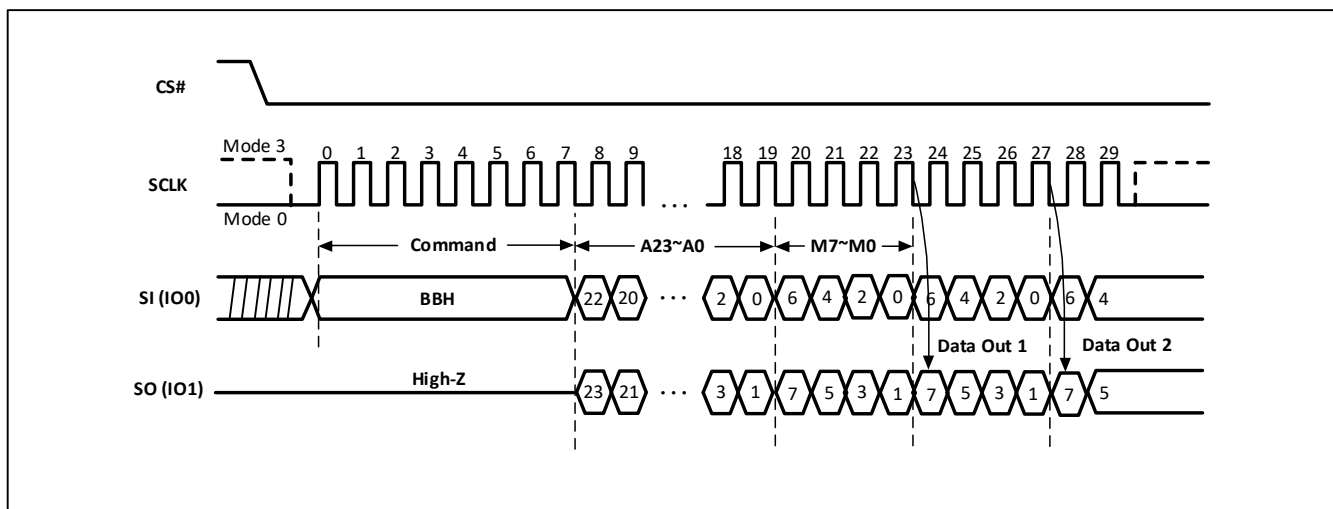 CS#
Mode 3
0 1 2 3 4 5 6 7 8 9 18 19 20 21 22 23 24 25 26 27 28 29
SCLK
...
Mode 0
Command A23~A0 M7~M0
SI (IO0) BBH 22 20 ... 2 0 6 4 2 0 6 4 2 0 6 4
Data Out 1 Data Out 2
SO (IO1) High-Z 23 21 ... 3 1 7 5 3 1 7 5 3 1 7 5